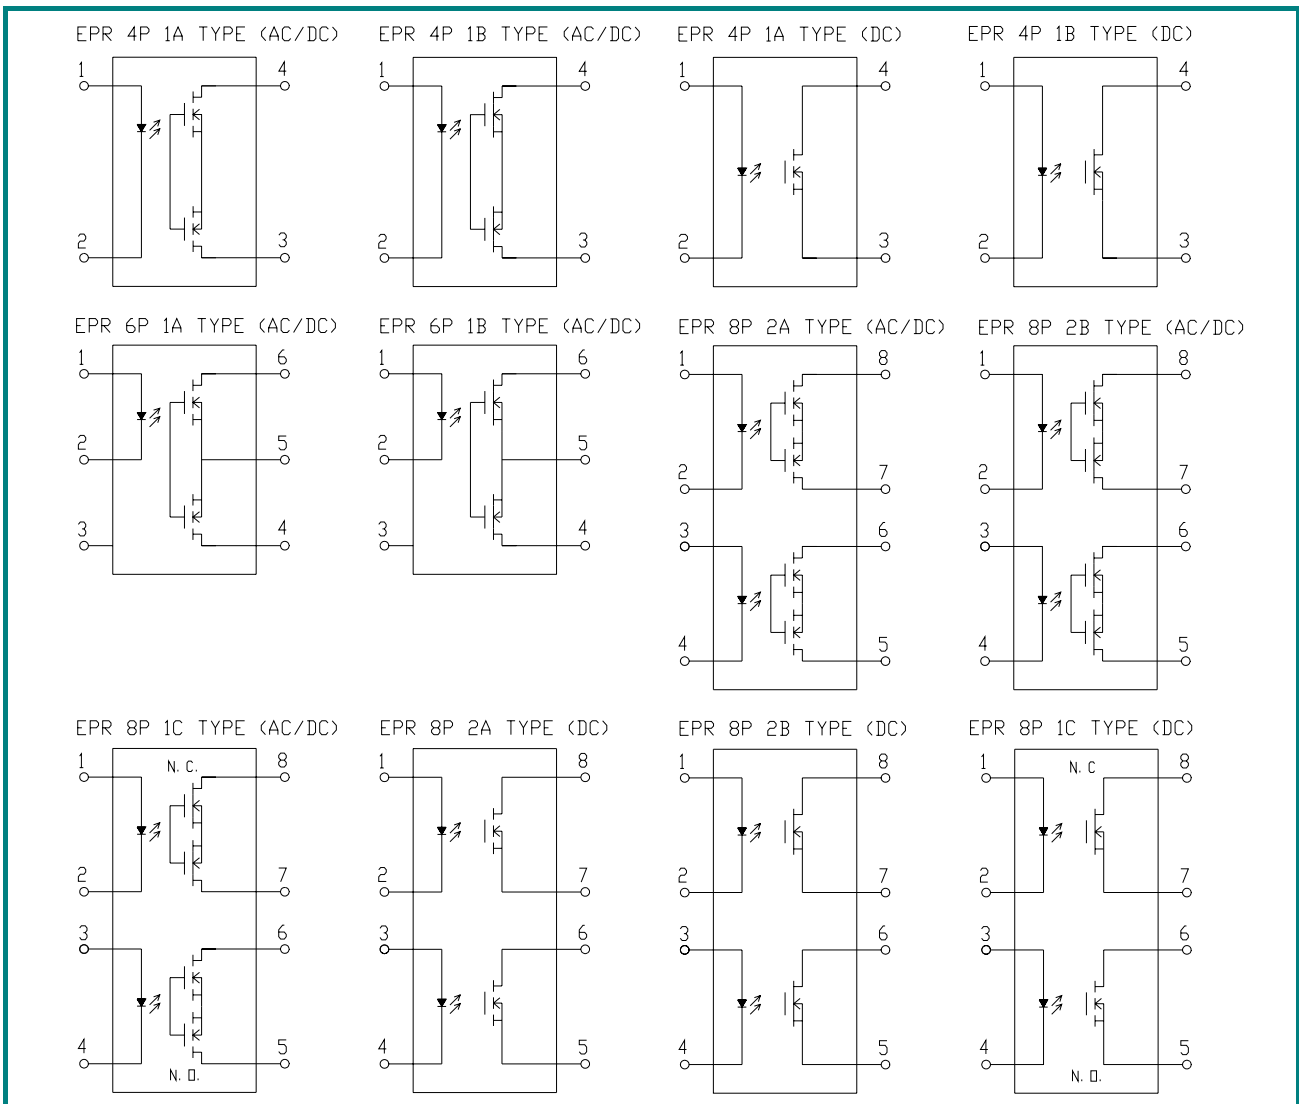 EPR 4P 1A TYPE (AC/DC)
EPR 4P 1B TYPE (AC/DC)
EPR 4P 1A TYPE (DC)
EPR 4P 1B TYPE (DC)
1 4 1 4 1 4 1 4
2 3 2 3 2 3 2 3
EPR 6P 1A TYPE (AC/DC)
EPR 6P 1B TYPE (AC/DC)
EPR 8P 2A TYPE (AC/DC)
EPR 8P 2B TYPE (AC/DC)
1 6 1 6 1 8 1 8
2 5 2 5 2 7 2 7
3 4 3 4 3 6 3 6
4 5 4 5
EPR 8P 1C TYPE (AC/DC)
EPR 8P 2A TYPE (DC)
EPR 8P 2B TYPE (DC)
EPR 8P 1C TYPE (DC)
1 N. C. 8 1 8 1 8 1 N. C 8
2 7 2 7 2 7 2 7
3 6 3 6 3 6 3 6
4 5 4 5 4 5 4 5
N. O. N. O.